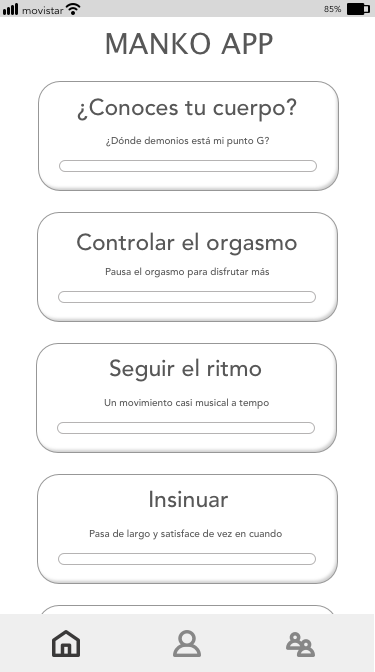 movistar
85%
MANKO APP
¿Conoces tu cuerpo?
¿Dónde demonios está mi punto G?
Controlar el orgasmo
Pausa el orgasmo para disfrutar más
Seguir el ritmo
Un movimiento casi musical a tempo
Insinuar
Pasa de largo y satisface de vez en cuando